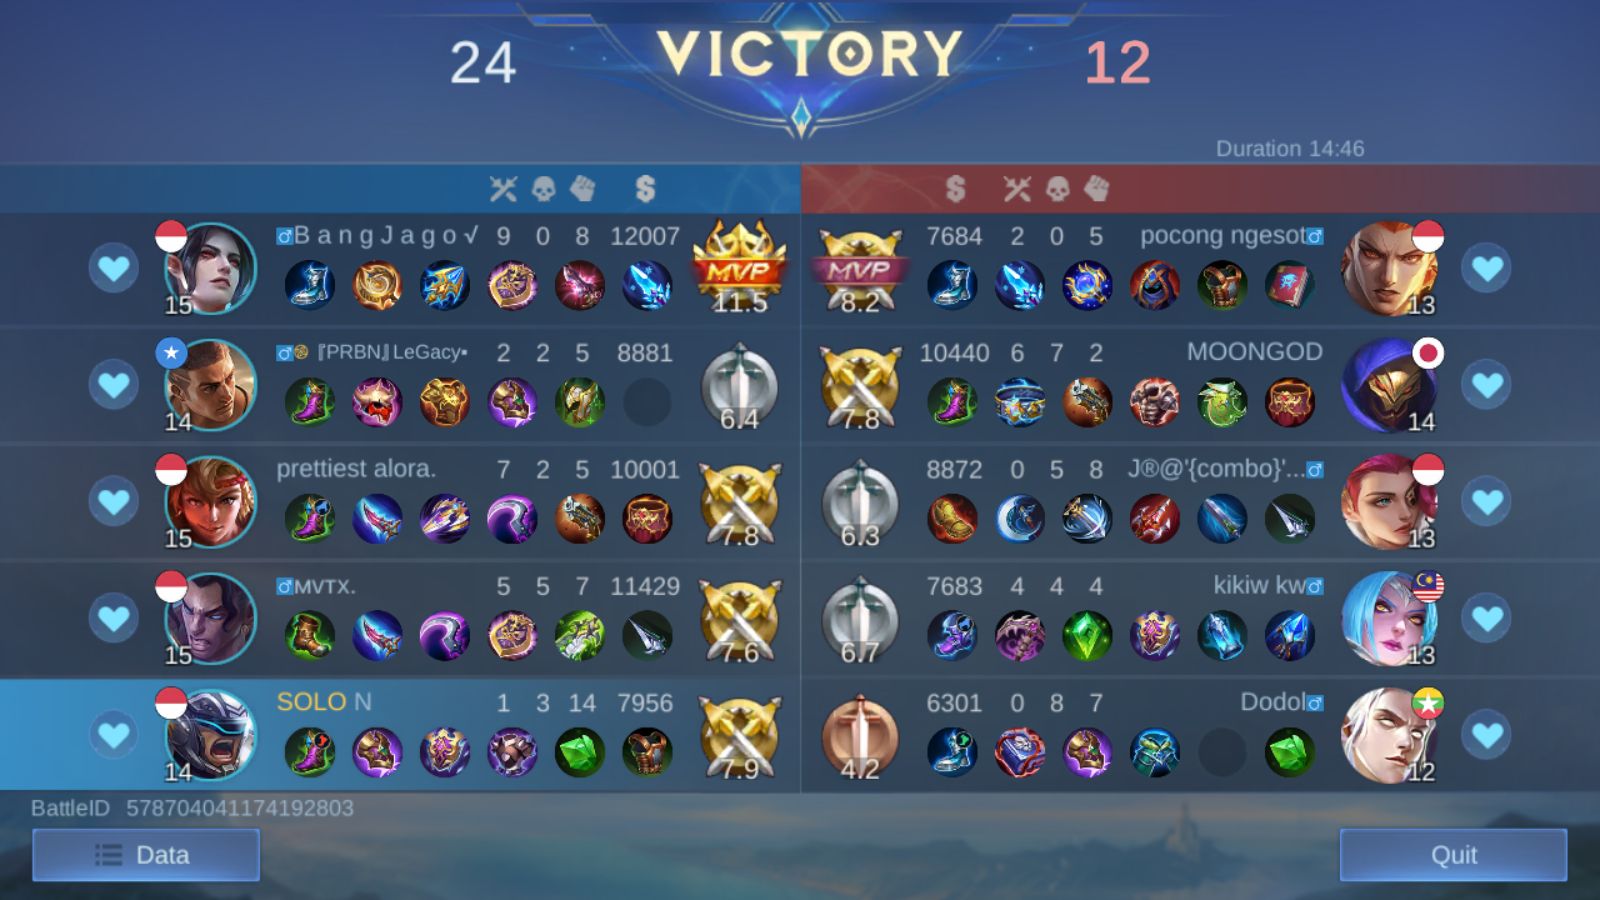 24 VICTORY 12
Duration 14:46
B a n g J a g o √ 9 0 8 12007 MVP 11.5 15
MVP 8.2 7684 2 0 5 pocong ngesot 13
『PRBN』LeGacy▪ 2 2 5 8881 6.4 14
7.8 10440 6 7 2 MOONGOD 14
prettiest alora. 7 2 5 10001 7.8 15
6.3 8872 0 5 8 J®@'{combo}'... 13
MVTX. 5 5 7 11429 7.6 15
6.7 7683 4 4 4 kikiw kw 13
SOLO N 1 3 14 7956 7.9 14
4.2 6301 0 8 7 Dodol 12
BattleID 578704041174192803
Data
Quit